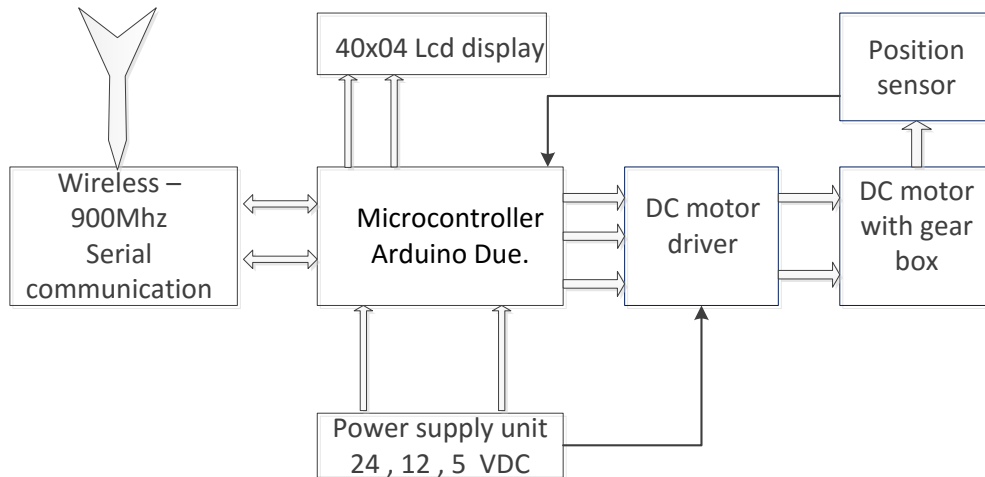 40x04 Lcd display
Position
sensor
Wireless –
900Mhz
Serial
communication
Microcontroller
Arduino Due.
DC motor
driver
DC motor
with gear
box
Power supply unit
24 , 12 , 5  VDC